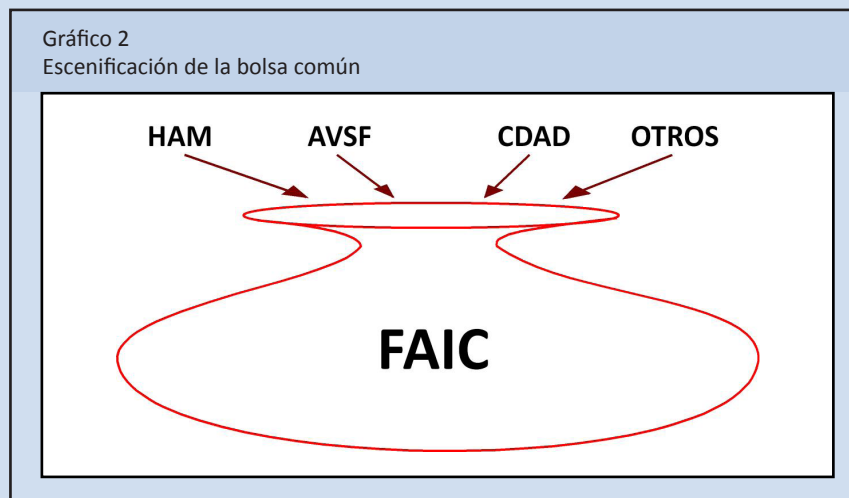 Gráfico 2
Escenificación de la bolsa común
HAM AVSF CDAD OTROS
FAIC